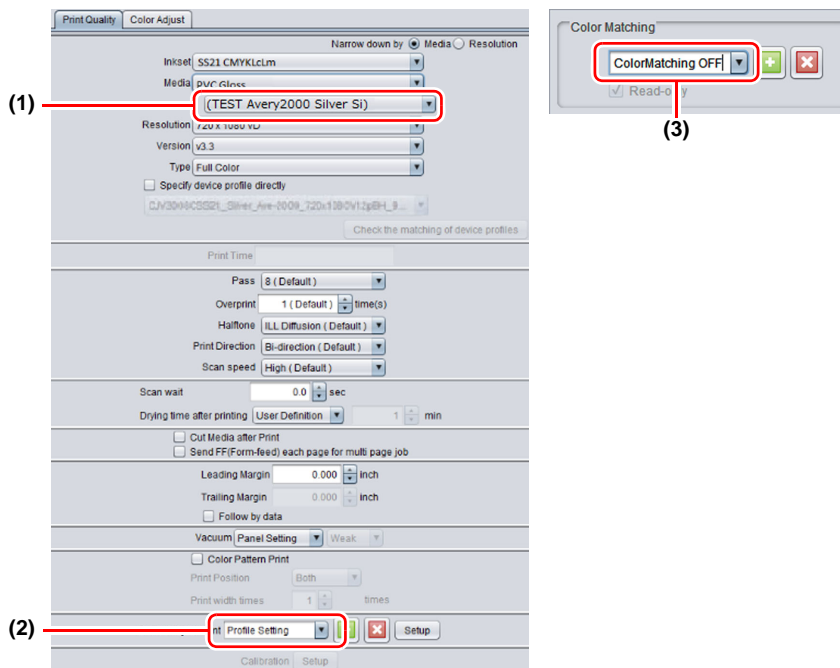 Print Quality Color Adjust
Narrow down by Media Resolution
Inkset SS21 CMYKLcLm
Media PVC Gloss
(1)
(TEST Avery2000 Silver Si)
Resolution 720 x 1080 VD
Version v3.3
Type Full Color
Specify device profile directly
Check the matching of device profiles
Print Time
Pass 8 ( Default )
Overprint 1 ( Default ) time(s)
Halftone ILL Diffusion ( Default )
Print Direction Bi-direction ( Default )
Scan speed High ( Default )
Scan wait 0.0 sec
Drying time after printing User Definition 1 min
Cut Media after Print
Send FF(Form-feed) each page for multi page job
Leading Margin 0.000 inch
Trailing Margin 0.000 inch
Follow by data
Vacuum Panel Setting Weak
Color Pattern Print
Print Position Both
Print width times 1 times
(2)
nt Profile Setting Setup
Calibration Setup
Color Matching
ColorMatching OFF
Read-only
(3)